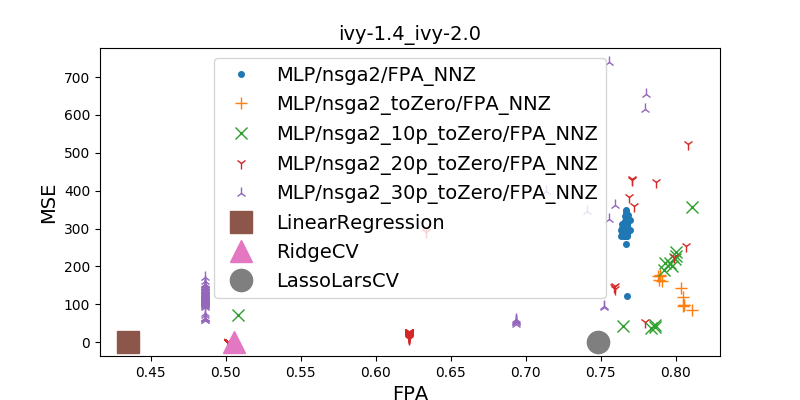 ivy-1.4_ivy-2.0
MSE
700
600
500
400
300
200
100
0
MLP/nsga2/FPA_NNZ
MLP/nsga2_toZero/FPA_NNZ
MLP/nsga2_10p_toZero/FPA_NNZ
MLP/nsga2_20p_toZero/FPA_NNZ
MLP/nsga2_30p_toZero/FPA_NNZ
LinearRegression
RidgeCV
LassoLarsCV
0.45 0.50 0.55 0.60 0.65 0.70 0.75 0.80
FPA